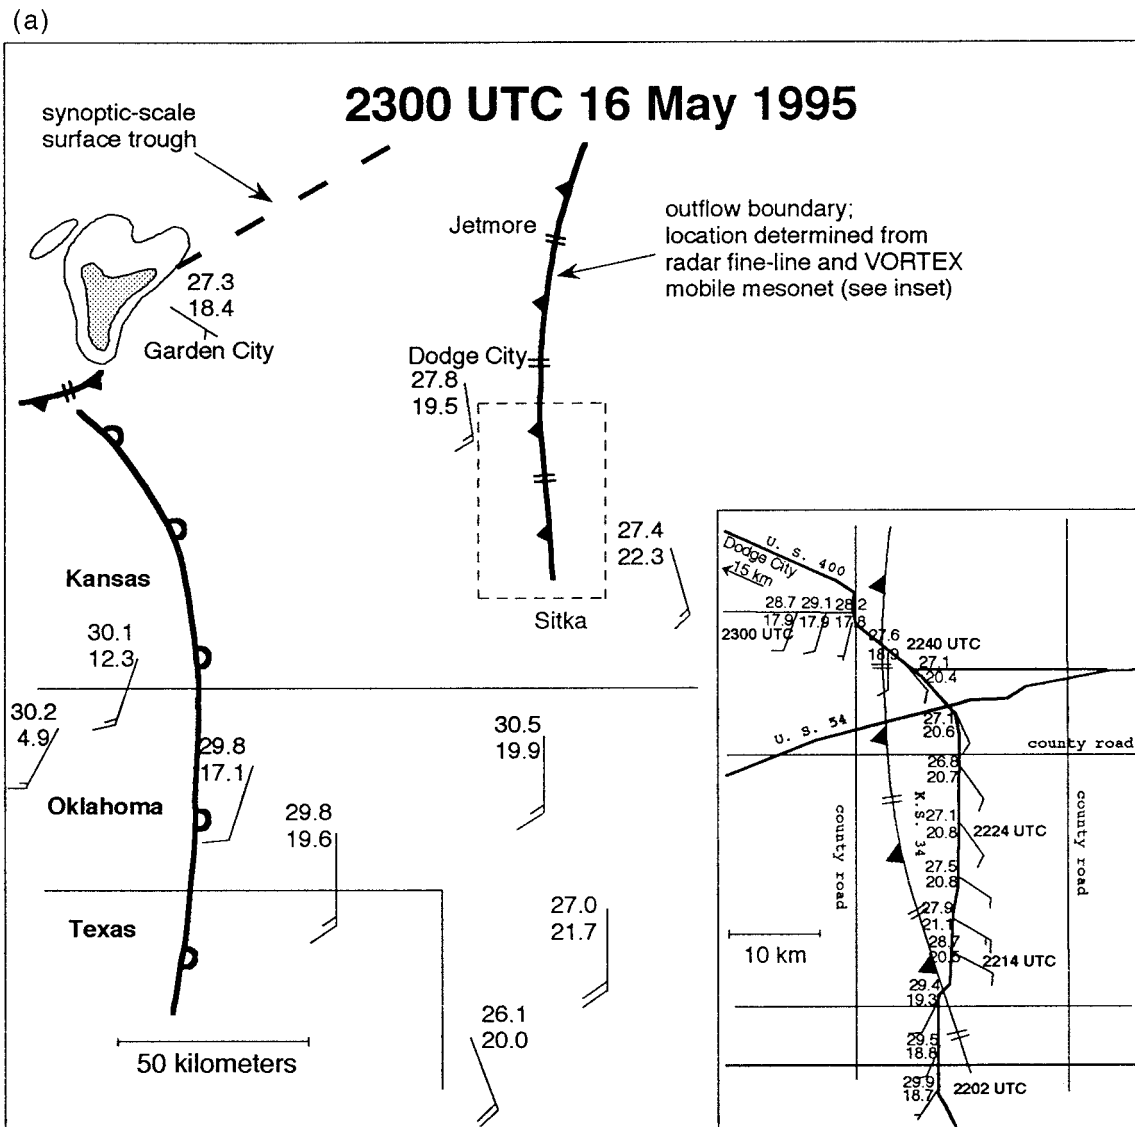 (a)
2300 UTC 16 May 1995
synoptic-scale
surface trough
Jetmore
outflow boundary;
location determined from
radar fine-line and VORTEX
mobile mesonet (see inset)
27.3
18.4
Garden City
Dodge City
27.8
19.5
27.4
22.3
Sitka
Kansas
30.1
12.3
30.2
4.9
29.8
17.1
30.5
19.9
Oklahoma
29.8
19.6
Texas
27.0
21.7
26.1
20.0
50 kilometers
U. S. 400
Dodge City
15 km
28.7 29.1 28.2
17.9 17.9 17.8
2300 UTC
27.6
18.9
2240 UTC
27.1
20.4
U. S. 54
27.1
20.6
county road
26.8
20.7
K.S. 34
27.1
20.8
2224 UTC
county road
county road
27.5
20.8
27.9
21.1
28.7
20.5
2214 UTC
10 km
29.4
19.3
29.5
18.8
29.9
18.7
2202 UTC